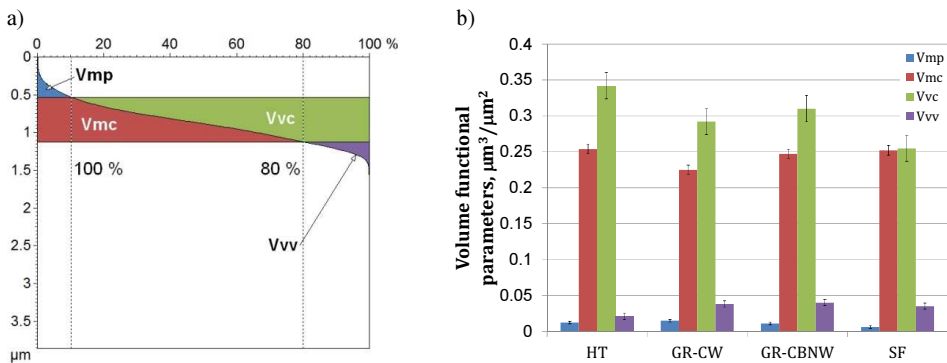 a)
0 20 40 60 80 100 %
0
0.5
1
1.5
2
2.5
3
3.5
µm
Vmp
Vmc
Vvc
100 %
80 %
Vvv
b)
Volume functional
parameters, µm³/µm²
0.4
0.35
0.3
0.25
0.2
0.15
0.1
0.05
0
HT GR-CW GR-CBNW SF
Vmp
Vmc
Vvc
Vvv